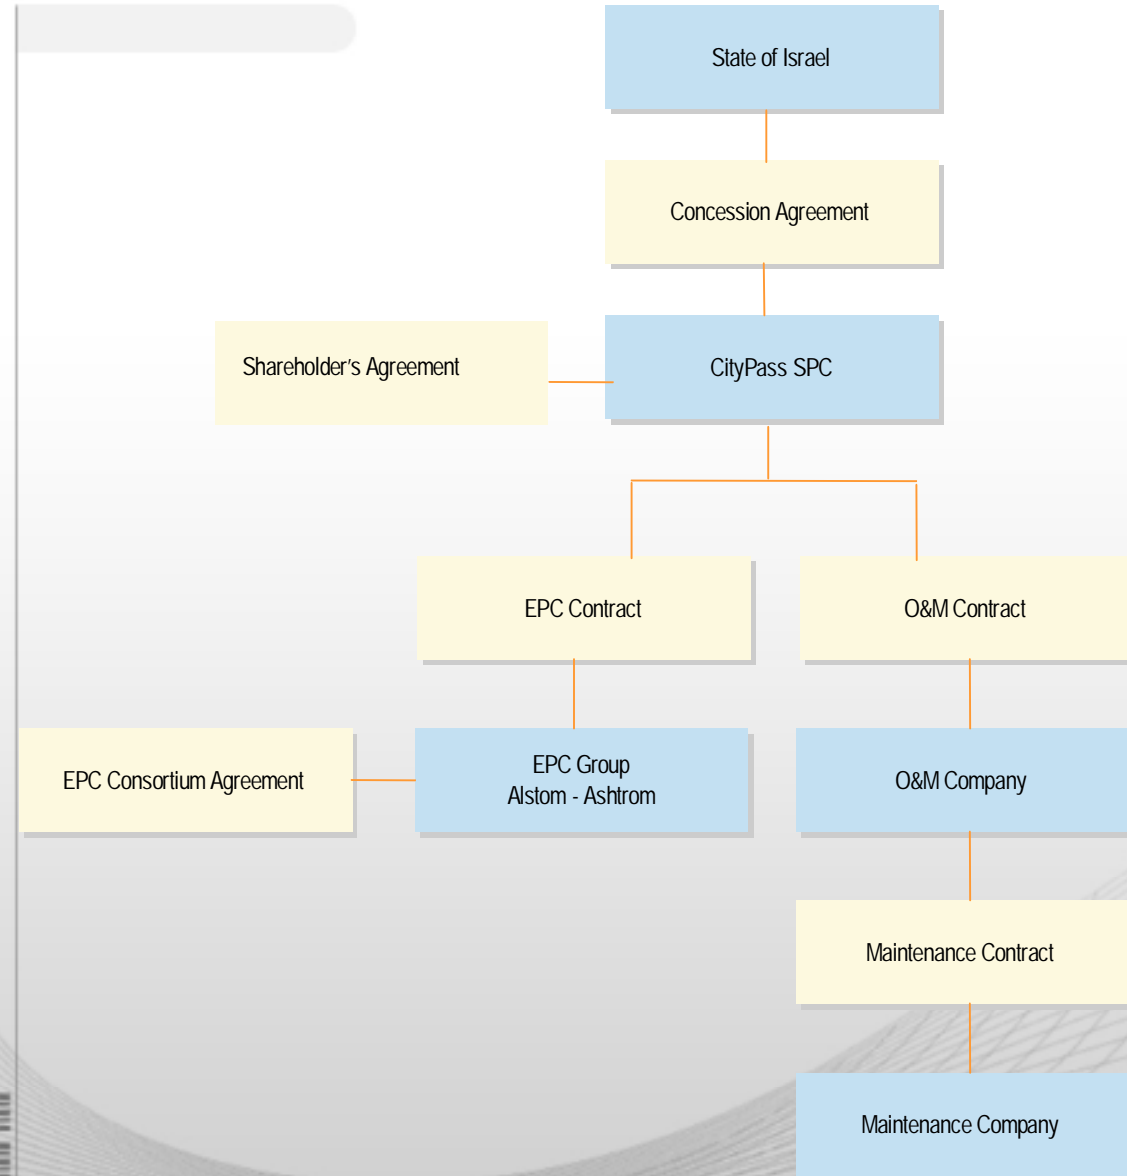 State of Israel
Concession Agreement
Shareholder's Agreement
CityPass SPC
EPC Contract
O&M Contract
EPC Consortium Agreement
EPC Group
Alstom - Ashtrom
O&M Company
Maintenance Contract
Maintenance Company